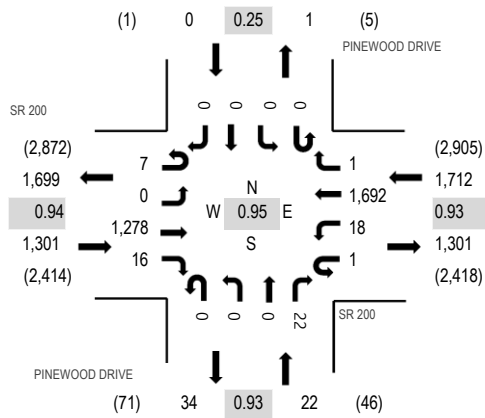 (1) 0 0.25 1 (5)
PINEWOOD DRIVE
0 0 0 0
SR 200
(2,872) (2,905)
7 1
1,699 1,712
0 N 1,692
0.94 W 0.95 E 0.93
1,278 S 18
1,301 1,301
16 1
(2,414) (2,418)
0 0 0 22
SR 200
PINEWOOD DRIVE
(71) 34 0.93 22 (46)